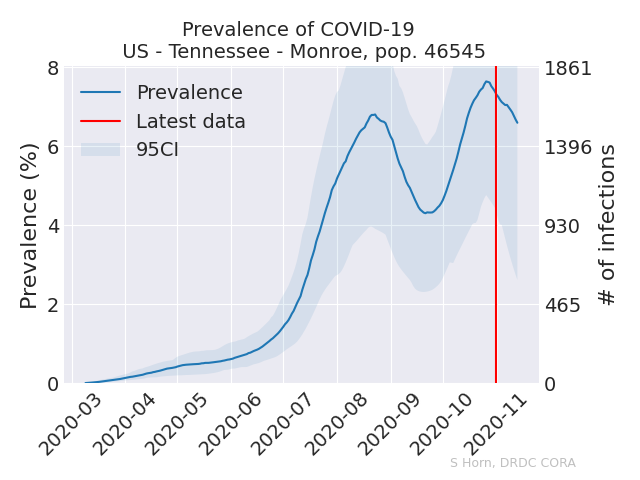 Prevalence of COVID-19
US - Tennessee - Monroe, pop. 46545
Prevalence
Latest data
95CI
Prevalence (%)
8
6
4
2
0
1861
1396
930
465
0
# of infections
2020-03
2020-04
2020-05
2020-06
2020-07
2020-08
2020-09
2020-10
2020-11
S Horn, DRDC CORA